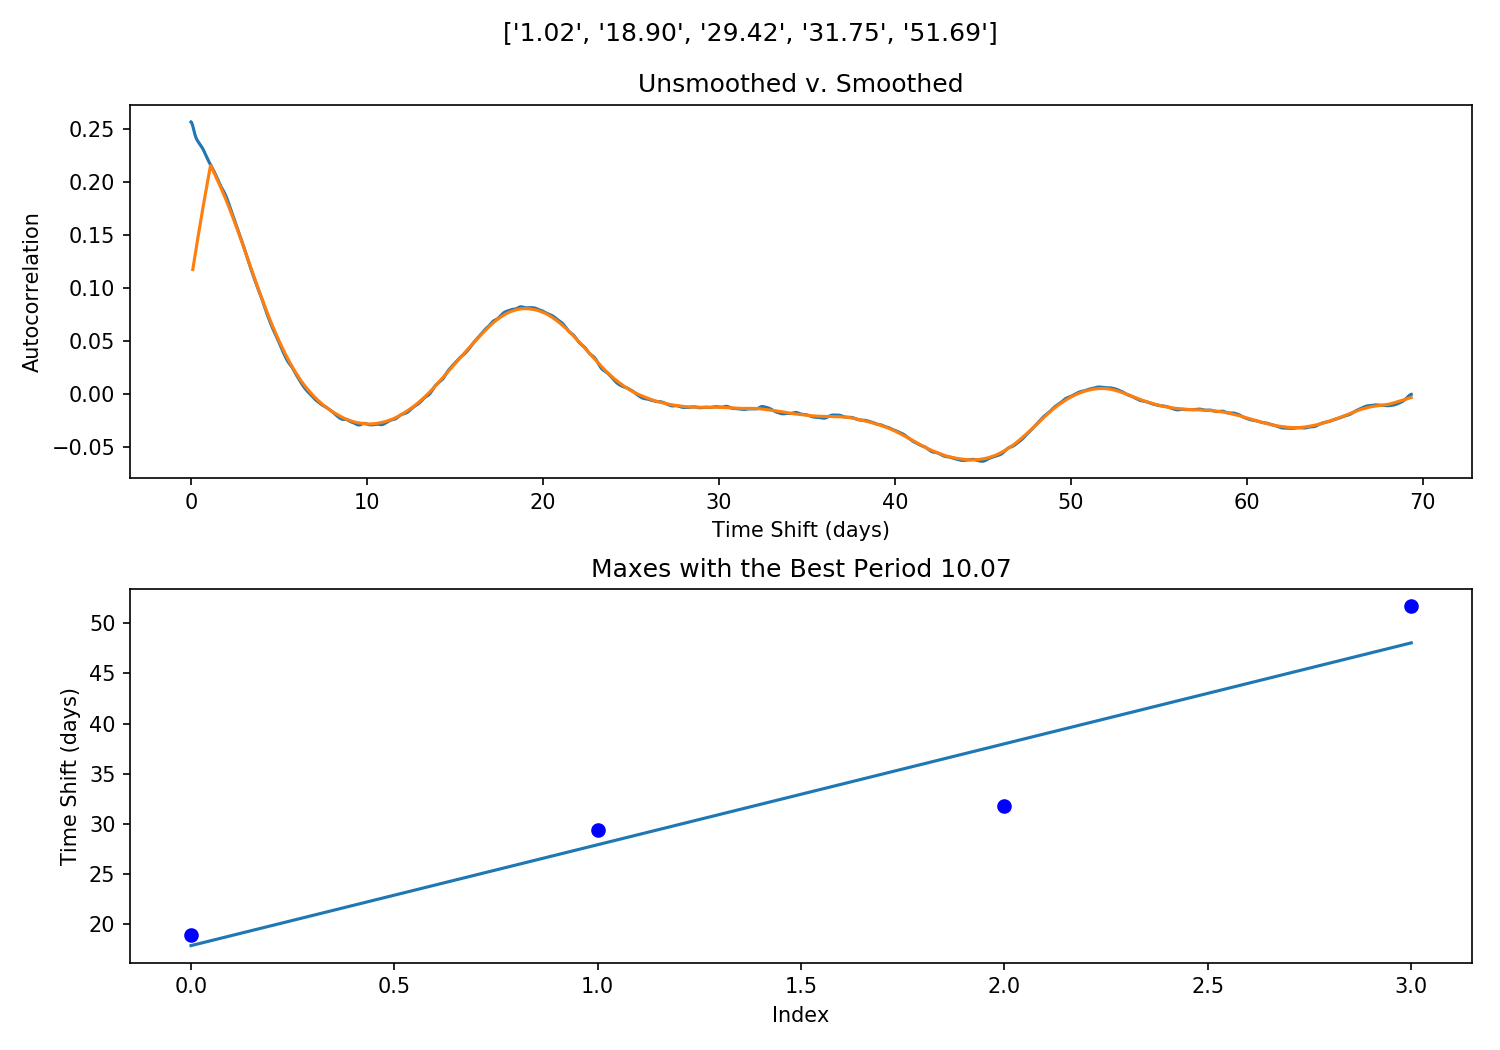 ['1.02', '18.90', '29.42', '31.75', '51.69']
Unsmoothed v. Smoothed
0.25
0.20
0.15
0.10
0.05
0.00
−0.05
Autocorrelation
0 10 20 30 40 50 60 70
Time Shift (days)
Maxes with the Best Period 10.07
50
45
40
35
30
25
20
Time Shift (days)
0.0 0.5 1.0 1.5 2.0 2.5 3.0
Index